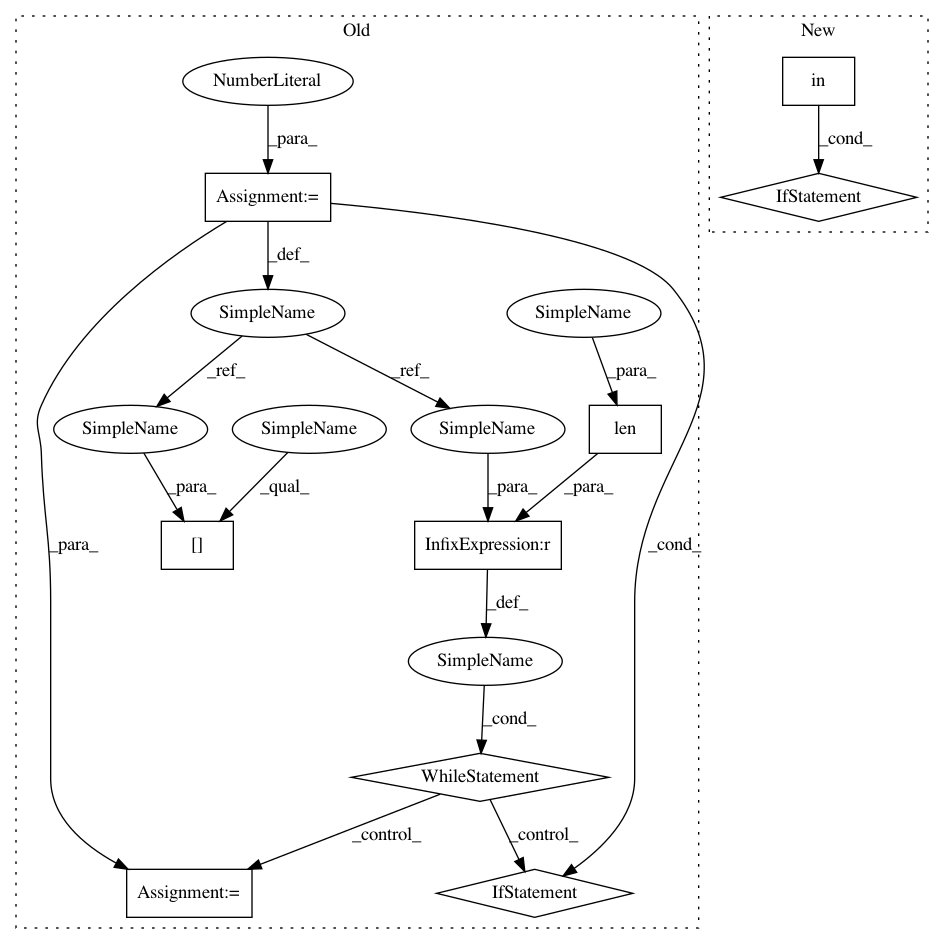 Old
New
NumberLiteral
in
_para_
_cond_
Assignment:=
IfStatement
_def_
SimpleName
SimpleName
_ref_
_ref_
_para_
SimpleName
SimpleName
SimpleName
len
_para_
_qual_
_para_
_para_
_para_
[]
InfixExpression:r
_cond_
_def_
SimpleName
_cond_
WhileStatement
_control_
_control_
Assignment:=
IfStatement